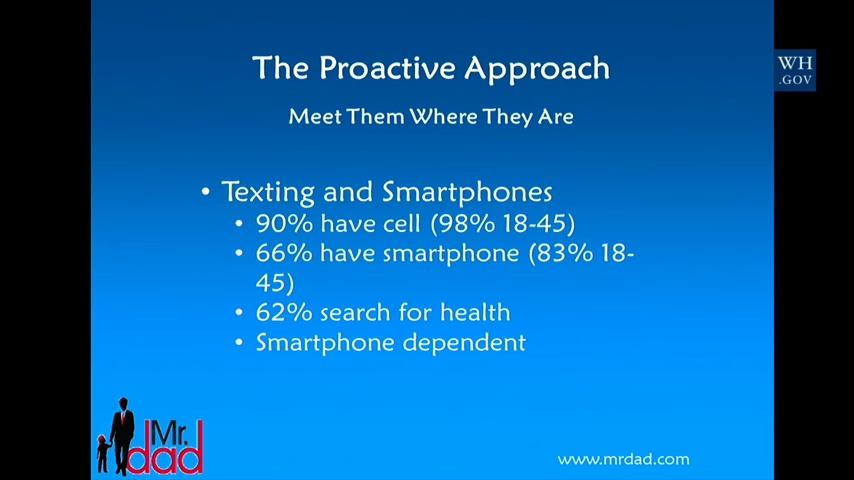 The Proactive Approach
WH
.GOV
Meet Them Where They Are
• Texting and Smartphones
• 90% have cell (98% 18-45)
• 66% have smartphone (83% 18-
45)
• 62% search for health
• Smartphone dependent
Mr.
dad
www.mrdad.com